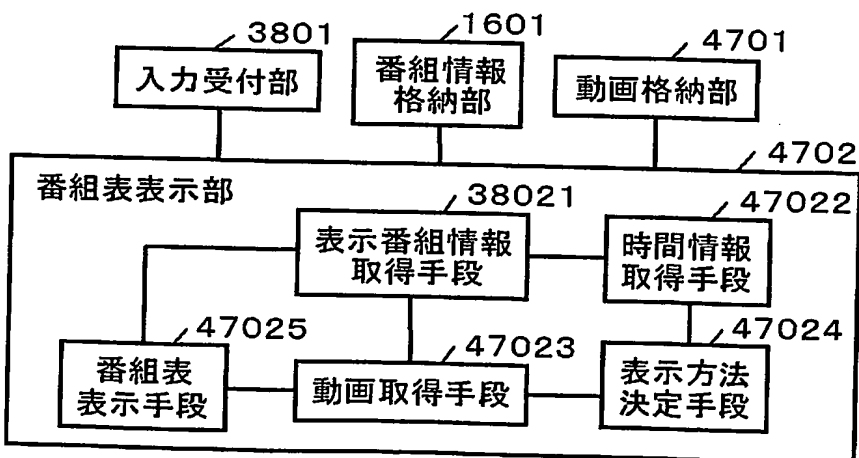 3801
1601
4701
入力受付部
番組情報
格納部
動画格納部
4702
番組表表示部
38021
47022
表示番組情報
取得手段
時間情報
取得手段
47025
47023
47024
番組表
表示手段
動画取得手段
表示方法
決定手段